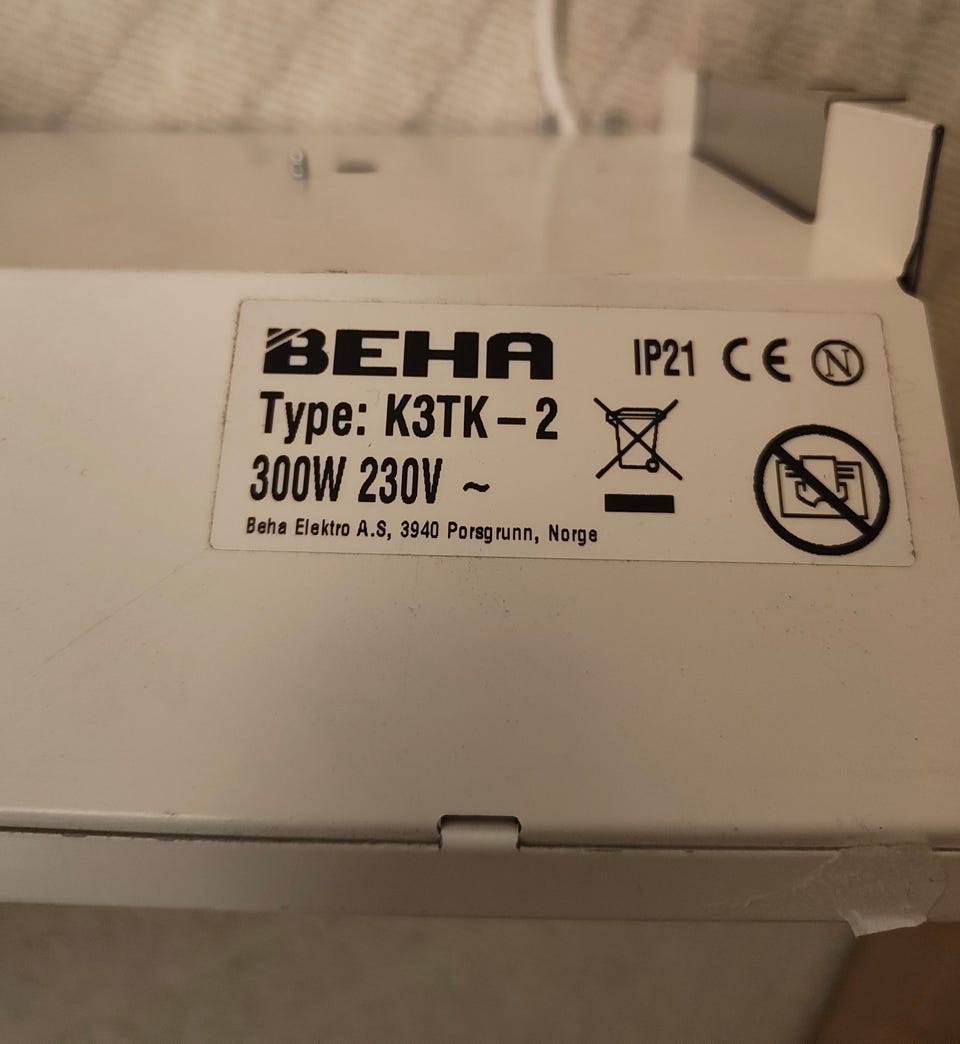 BEHA IP21 CE N
Type: K3TK-2
300W 230V ~
Beha Elektro A.S, 3940 Porsgrunn, Norge